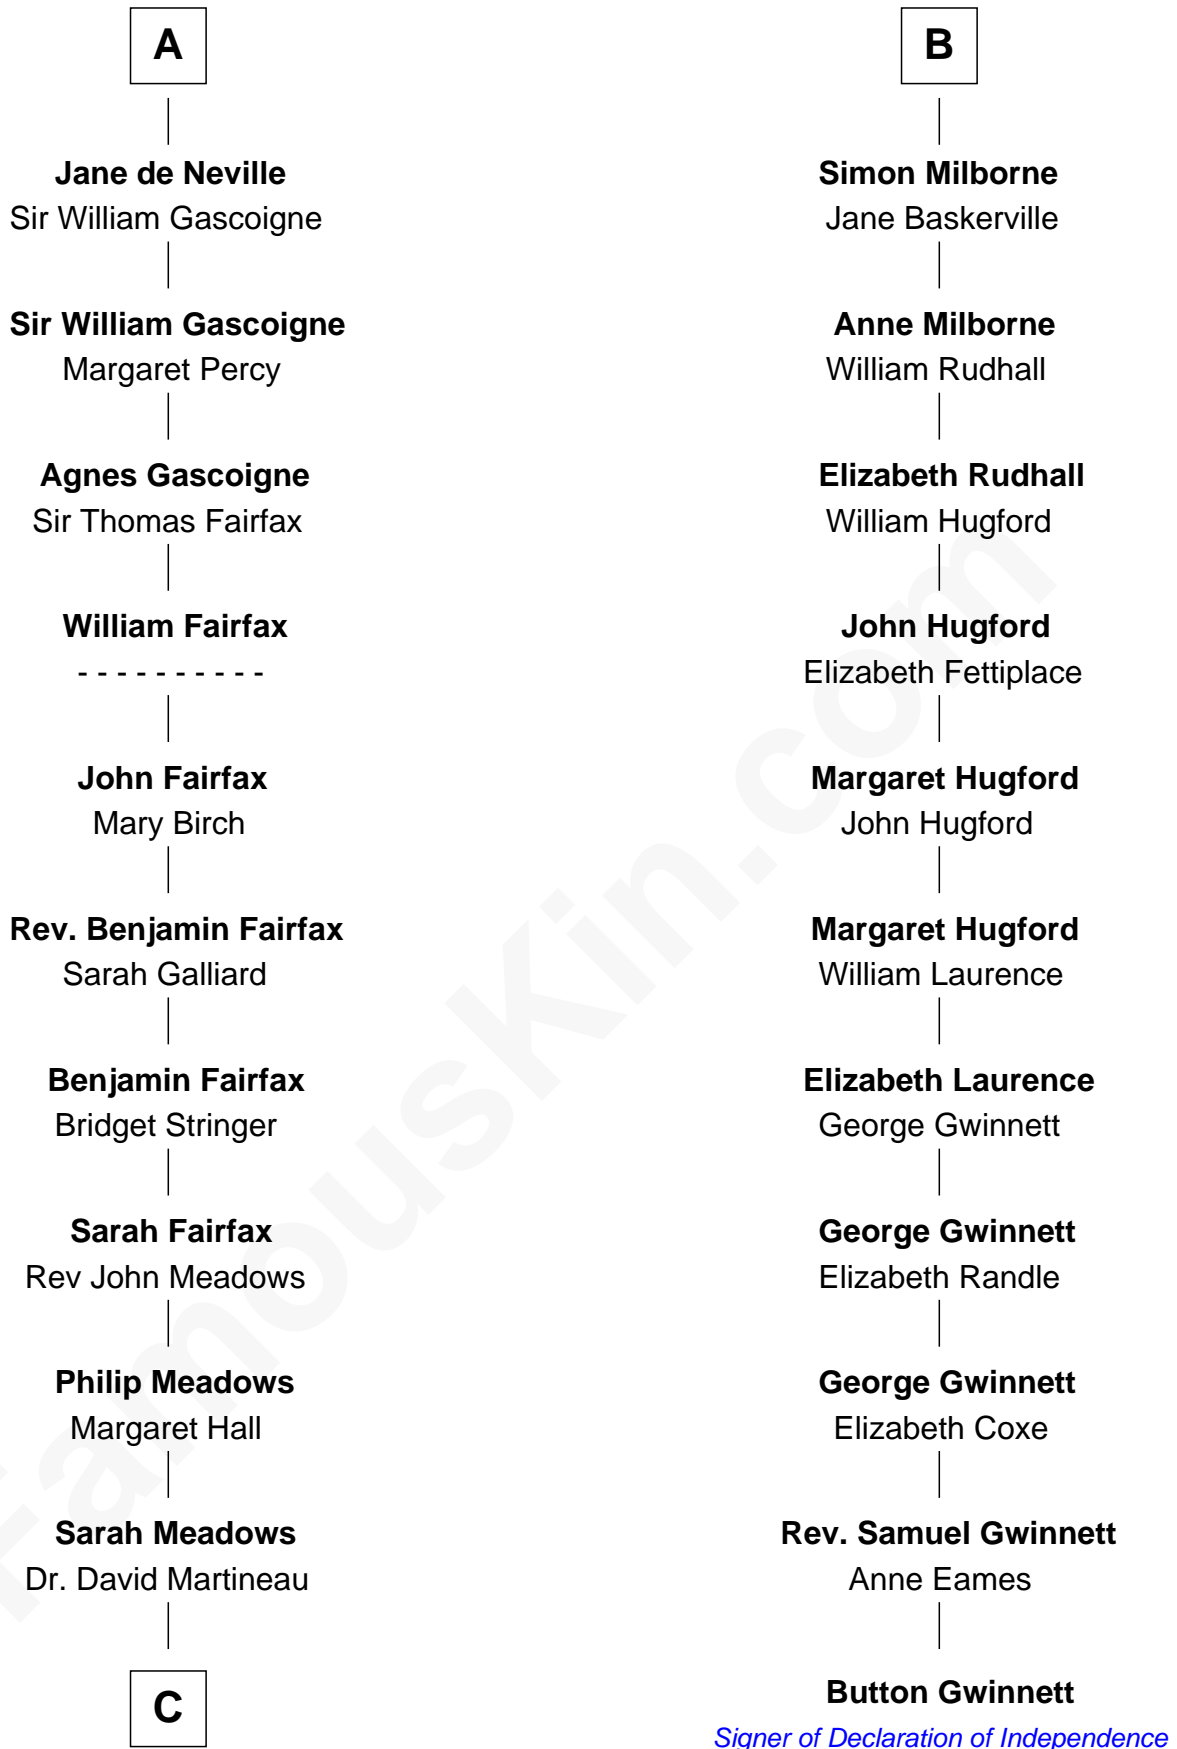 A
Jane de Neville
Sir William Gascoigne
Sir William Gascoigne
Margaret Percy
Agnes Gascoigne
Sir Thomas Fairfax
William Fairfax
- - - - - - - - - -
John Fairfax
Mary Birch
Rev. Benjamin Fairfax
Sarah Galliard
Benjamin Fairfax
Bridget Stringer
Sarah Fairfax
Rev John Meadows
Philip Meadows
Margaret Hall
Sarah Meadows
Dr. David Martineau
C
B
Simon Milborne
Jane Baskerville
Anne Milborne
William Rudhall
Elizabeth Rudhall
William Hugford
John Hugford
Elizabeth Fettiplace
Margaret Hugford
John Hugford
Margaret Hugford
William Laurence
Elizabeth Laurence
George Gwinnett
George Gwinnett
Elizabeth Randle
George Gwinnett
Elizabeth Coxe
Rev. Samuel Gwinnett
Anne Eames
Button Gwinnett
Signer of Declaration of Independence
FamousKin.com